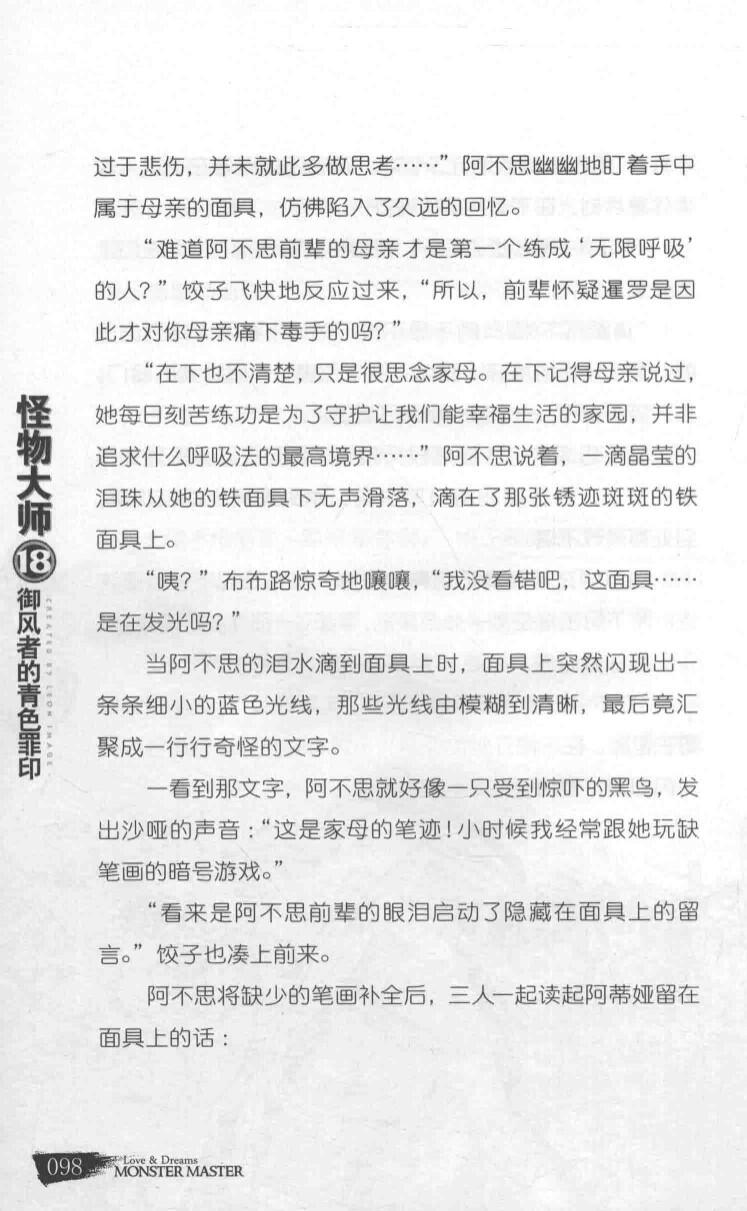 过于悲伤，并未就此多做思考……”阿不思幽幽地盯着手中
属于母亲的面具，仿佛陷入了久远的回忆。
“难道阿不思前辈的母亲才是第一个练成‘无限呼吸’
的人？”饺子飞快地反应过来，“所以，前辈怀疑暹罗是因
此才对你母亲痛下毒手的吗？”
“在下也不清楚，只是很思念家母。在下记得母亲说过，
她每日刻苦练功是为了守护让我们能幸福生活的家园，并非
追求什么呼吸法的最高境界……”阿不思说着，一滴晶莹的
泪珠从她的铁面具下无声滑落，滴在了那张锈迹斑斑的铁
面具上。
“咦？”布布路惊奇地嚷嚷，“我没看错吧，这面具……
是在发光吗？”
当阿不思的泪水滴到面具上时，面具上突然闪现出一
条条细小的蓝色光线，那些光线由模糊到清晰，最后竟汇
聚成一行行奇怪的文字。
一看到那文字，阿不思就好像一只受到惊吓的黑鸟，发
出沙哑的声音：“这是家母的笔迹！小时候我经常跟她玩缺
笔画的暗号游戏。”
“看来是阿不思前辈的眼泪启动了隐藏在面具上的留
言。”饺子也凑上前来。
阿不思将缺少的笔画补全后，三人一起读起阿蒂娅留在
面具上的话：
怪物大师⑱御风者的青色罪印
CREATED BY LEON IMAGE
098
Love & Dreams
MONSTER MASTER